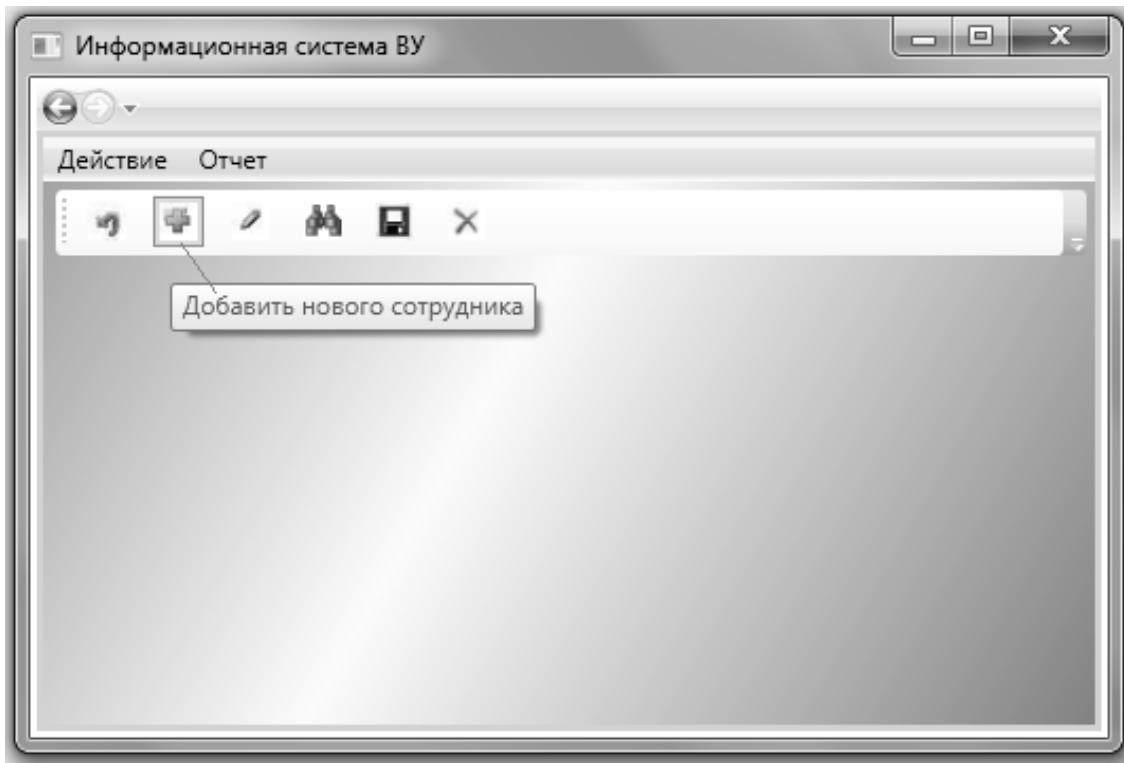 Информационная система ВУ
Действие Отчет
Добавить нового сотрудника